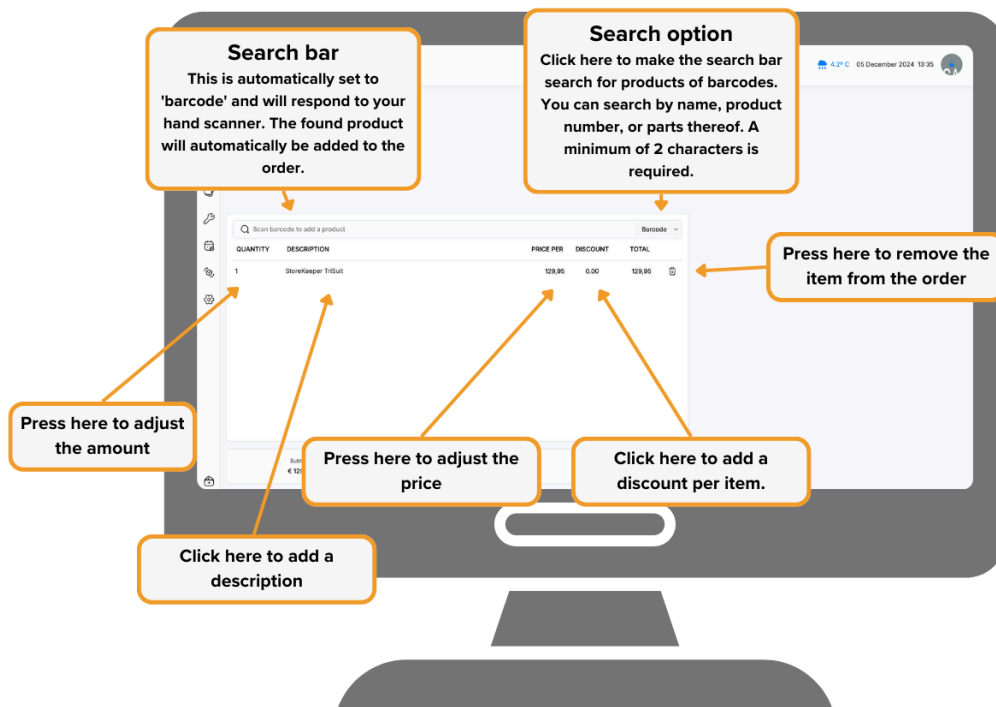 Search bar
This is automatically set to
'barcode' and will respond to your
hand scanner. The found product
will automatically be added to the
order.
Search option
Click here to make the search bar
search for products of barcodes.
You can search by name, product
number, or parts thereof. A
minimum of 2 characters is
required.
4.2° C 05 December 2024 13:35
Scan barcode to add a product
Barcode
QUANTITY DESCRIPTION PRICE PER DISCOUNT TOTAL
1 StoreKeeper TriSuit 129,95 0.00 129,95
Press here to remove the
item from the order
Press here to adjust
the amount
Press here to adjust the
price
Click here to add a
discount per item.
Click here to add a
description